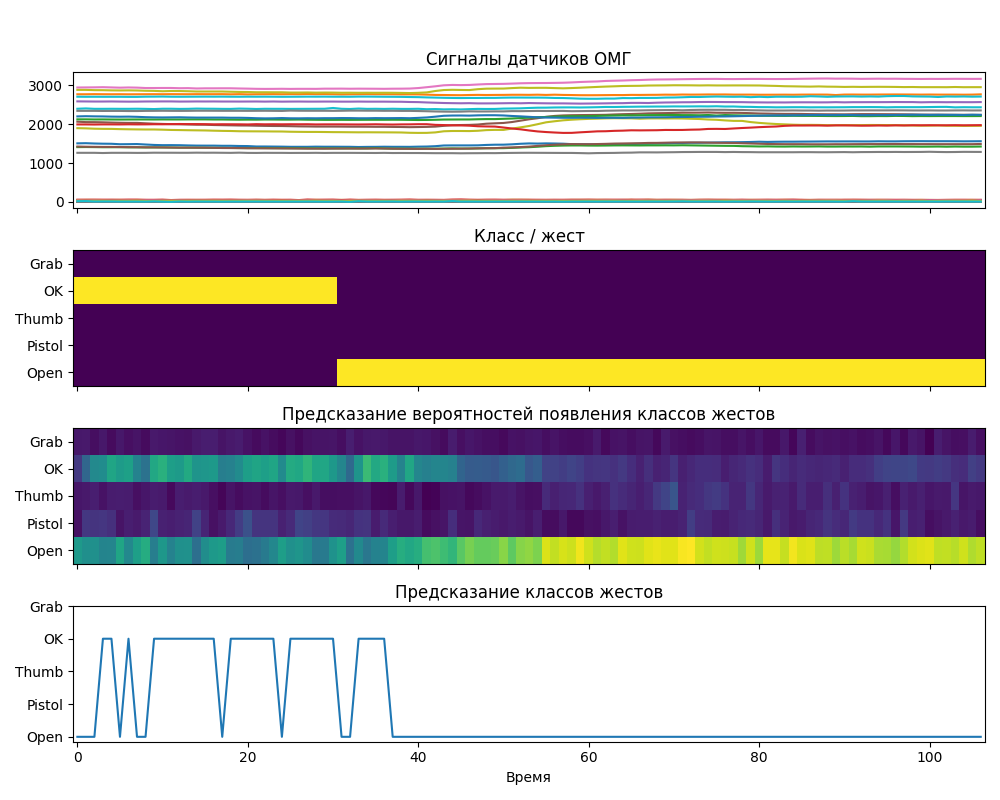 Сигналы датчиков ОМГ
3000
2000
1000
0
Класс / жест
Grab
OK
Thumb
Pistol
Open
Предсказание вероятностей появления классов жестов
Grab
OK
Thumb
Pistol
Open
Предсказание классов жестов
Grab
OK
Thumb
Pistol
Open
0 20 40 60 80 100
Время